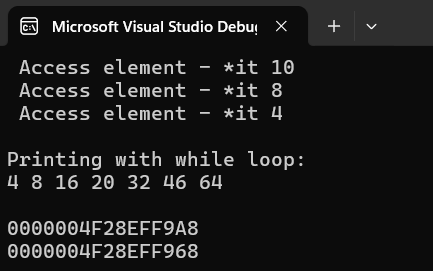 Microsoft Visual Studio Debug
Access element - *it 10
Access element - *it 8
Access element - *it 4
Printing with while loop:
4 8 16 20 32 46 64
0000004F28EFF9A8
0000004F28EFF968